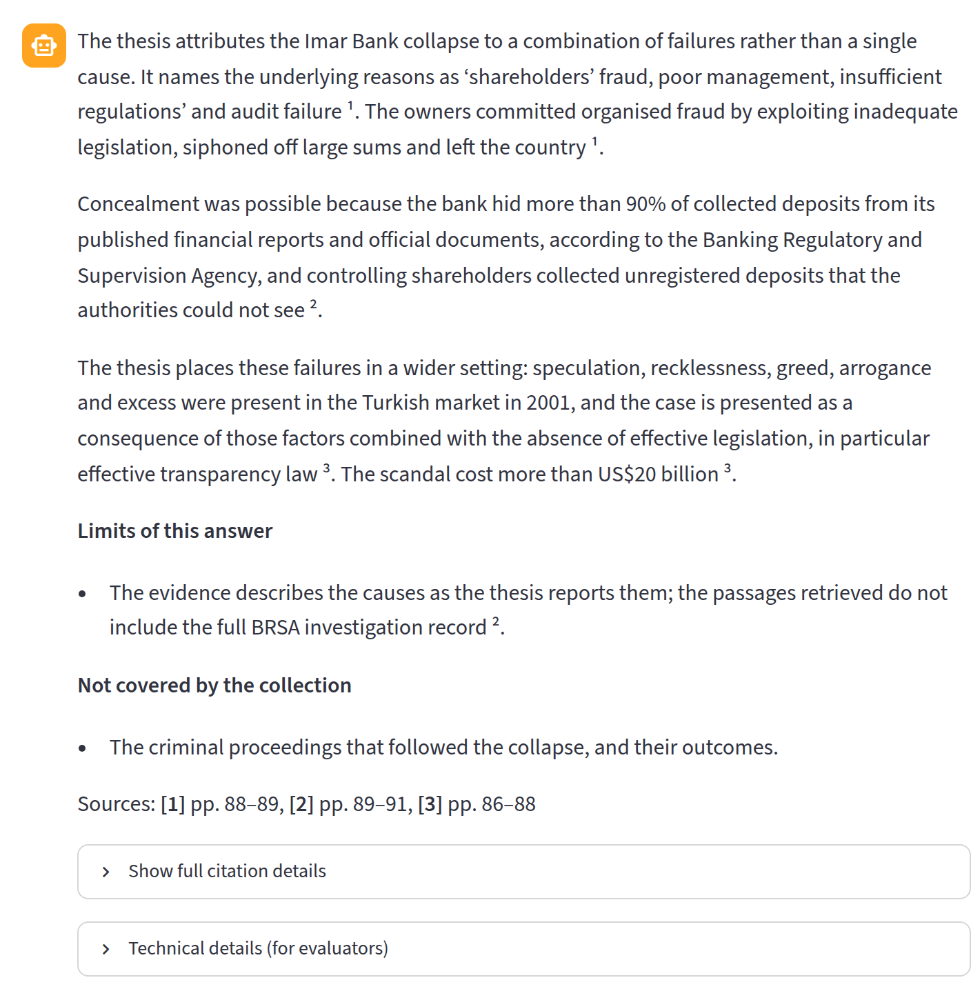 The thesis attributes the Imar Bank collapse to a combination of failures rather than a single
cause. It names the underlying reasons as ‘shareholders’ fraud, poor management, insufficient
regulations’ and audit failure ¹. The owners committed organised fraud by exploiting inadequate
legislation, siphoned off large sums and left the country ¹.
Concealment was possible because the bank hid more than 90% of collected deposits from its
published financial reports and official documents, according to the Banking Regulatory and
Supervision Agency, and controlling shareholders collected unregistered deposits that the
authorities could not see ².
The thesis places these failures in a wider setting: speculation, recklessness, greed, arrogance
and excess were present in the Turkish market in 2001, and the case is presented as a
consequence of those factors combined with the absence of effective legislation, in particular
effective transparency law ³. The scandal cost more than US$20 billion ³.
Limits of this answer
• The evidence describes the causes as the thesis reports them; the passages retrieved do not
include the full BRSA investigation record ².
Not covered by the collection
• The criminal proceedings that followed the collapse, and their outcomes.
Sources: [1] pp. 88–89, [2] pp. 89–91, [3] pp. 86–88
Show full citation details
Technical details (for evaluators)